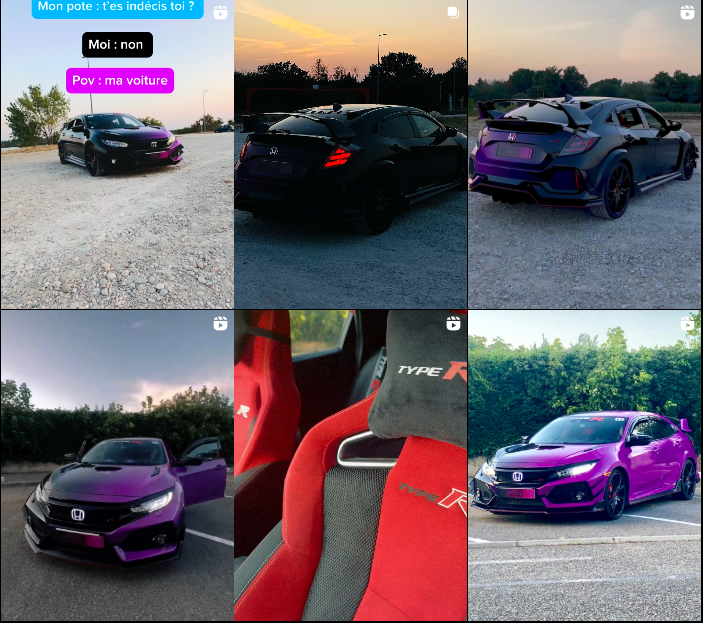 Mon pote : t'es indécis toi ?
Moi : non
Pov : ma voiture
R
TYPE R
TYPE R